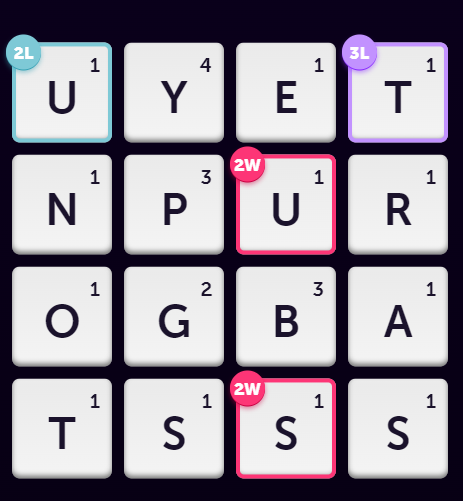 2L 3L
1 4 1 1
U Y E T
2W
1 3 1 1
N P U R
1 2 3 1
O G B A
2W
1 1 1 1
T S S S